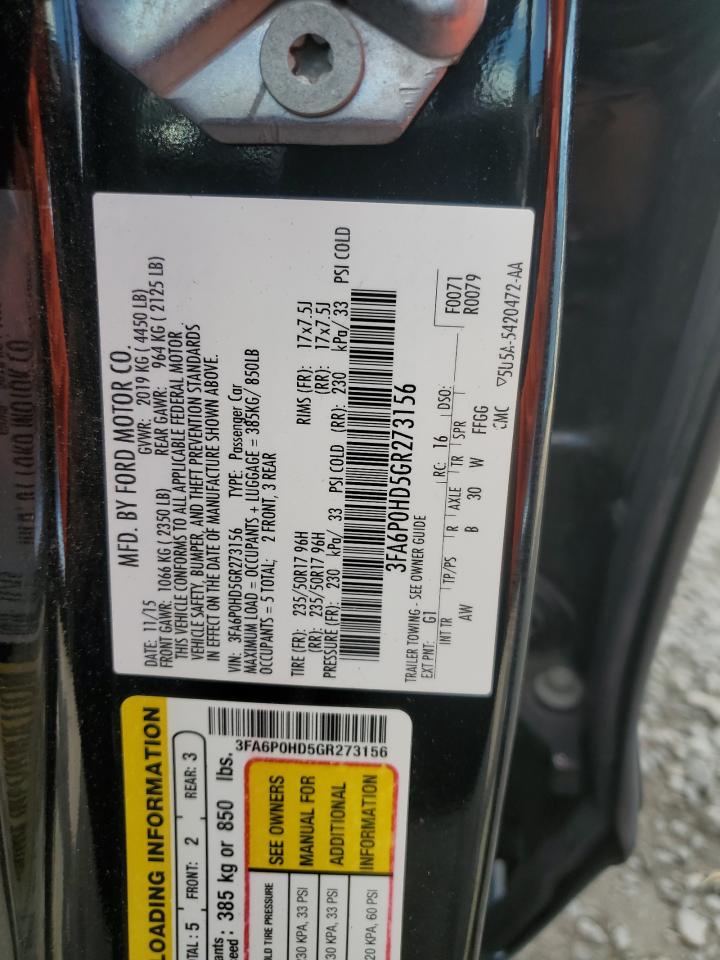 MFD. BY FORD MOTOR CO.
DATE: 11/15 GVWR: 2019 KG ( 4450 LB)
FRONT GAWR: 1066 KG ( 2350 LB) REAR GAWR: 964 KG ( 2125 LB)
THIS VEHICLE CONFORMS TO ALL APPLICABLE FEDERAL MOTOR
VEHICLE SAFETY, BUMPER, AND THEFT PREVENTION STANDARDS
IN EFFECT ON THE DATE OF MANUFACTURE SHOWN ABOVE.
VIN: 3FA6P0HD5GR273156 TYPE: Passenger Car
MAXIMUM LOAD = OCCUPANTS + LUGGAGE = 385KG/ 850LB
OCCUPANTS = 5 TOTAL: 2 FRONT, 3 REAR
TIRE (FR): 235/50R17 96H RIMS (FR): 17x7.5J
(RR): 235/50R17 96H (RR): 17x7.5J
PRESSURE (FR): 230 kPa/ 33 PSI COLD (RR): 230 kPa/ 33 PSI COLD
3FA6P0HD5GR273156
TRAILER TOWING - SEE OWNER GUIDE
EXT PNT: G1 RC: 16 DSO: F0071
R0079
INT TR TP/PS R AXLE TR SPR
AW B 30 W FFGG
▽5U5A-5420472-AA
3FA6P0HD5GR273156
LOADING INFORMATION
TAL : 5 FRONT: 2 REAR: 3
ants
eed : 385 kg or 850 lbs.
LD TIRE PRESSURE SEE OWNERS
30 KPA, 33 PSI MANUAL FOR
30 KPA, 33 PSI ADDITIONAL
20 KPA, 60 PSI INFORMATION